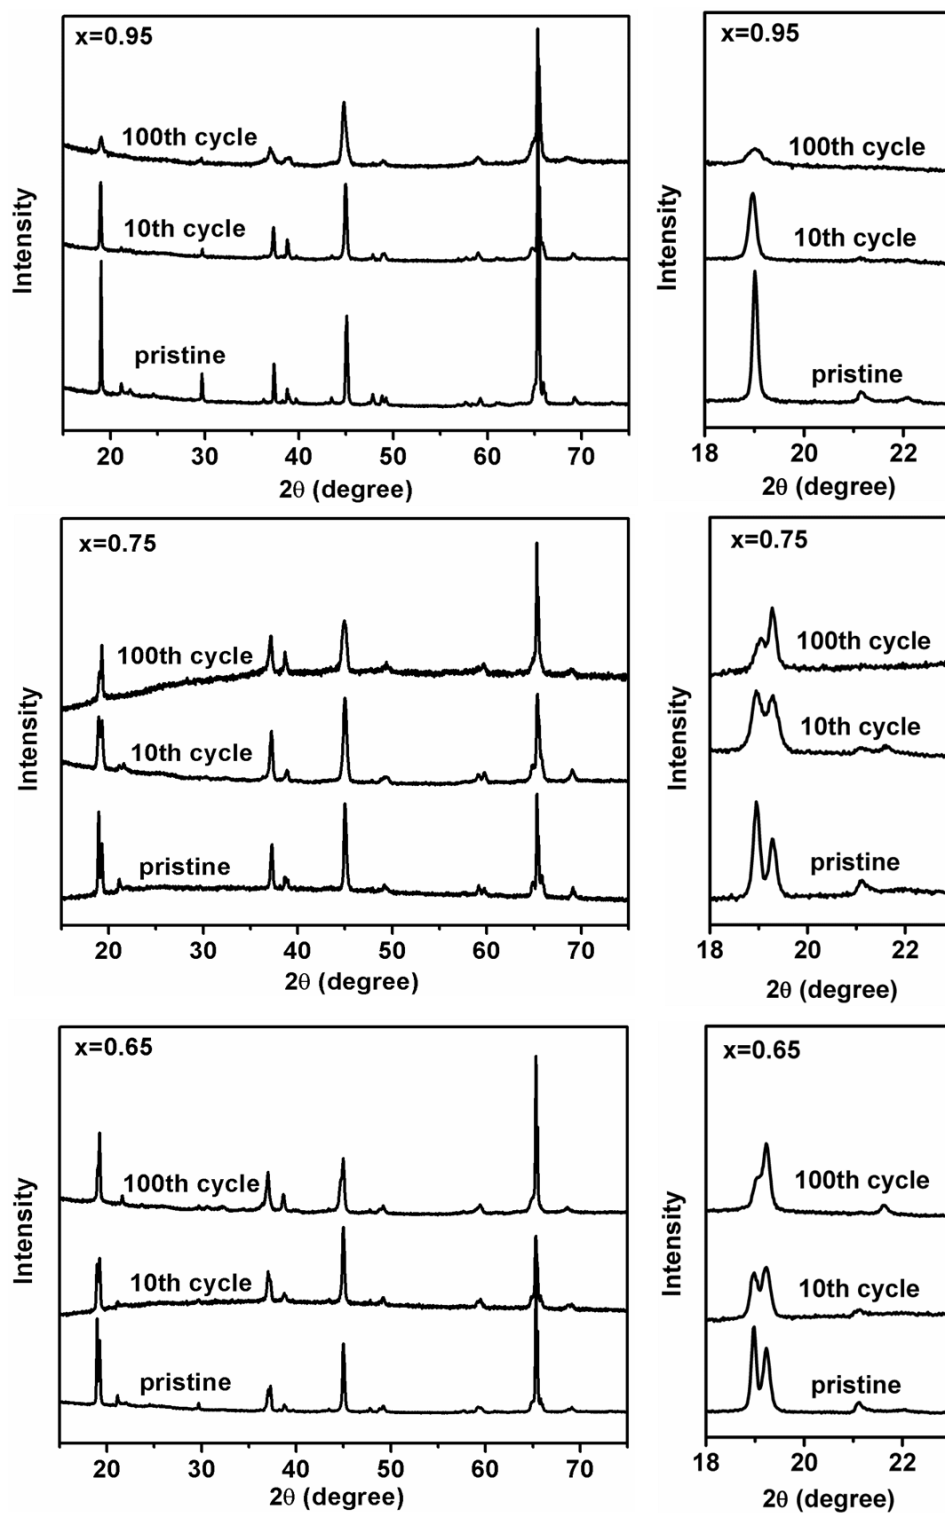 x=0.95
100th cycle
10th cycle
pristine
Intensity
20 30 40 50 60 70
2θ (degree)
x=0.95
100th cycle
10th cycle
pristine
Intensity
18 20 22
2θ (degree)
x=0.75
100th cycle
10th cycle
pristine
Intensity
20 30 40 50 60 70
2θ (degree)
x=0.75
100th cycle
10th cycle
pristine
Intensity
18 19 20 21 22
2θ (degree)
x=0.65
100th cycle
10th cycle
pristine
Intensity
20 30 40 50 60 70
2θ (degree)
x=0.65
100th cycle
10th cycle
pristine
Intensity
18 20 22
2θ (degree)